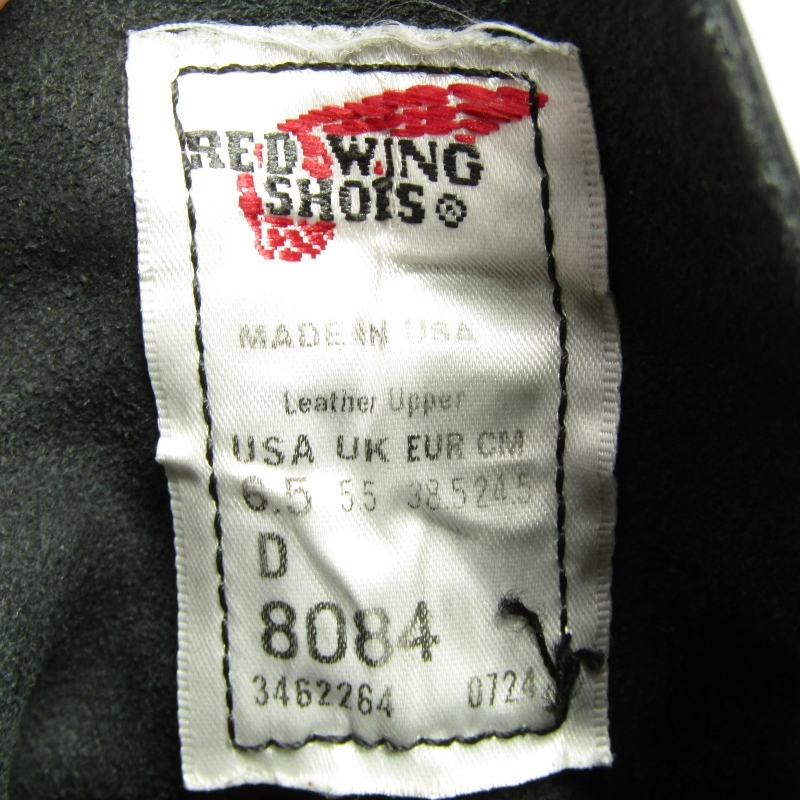 RED WING
SHOES ®
MADE IN USA
Leather Upper
USA UK EUR CM
6.5 5.5 38.5 24.5
D
8084
3462264 0724